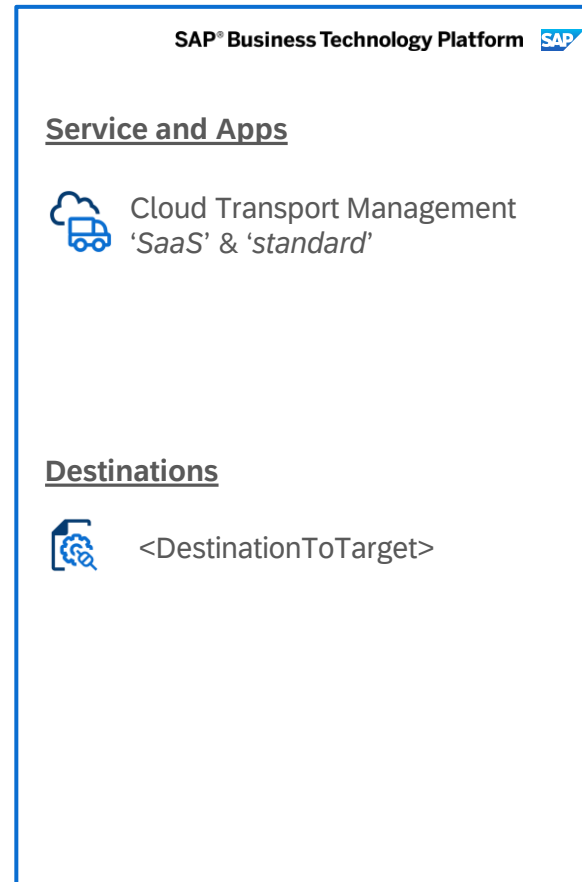 SAP® Business Technology Platform SAP
Service and Apps
Cloud Transport Management
‘SaaS’ & ‘standard’
Destinations
<DestinationToTarget>